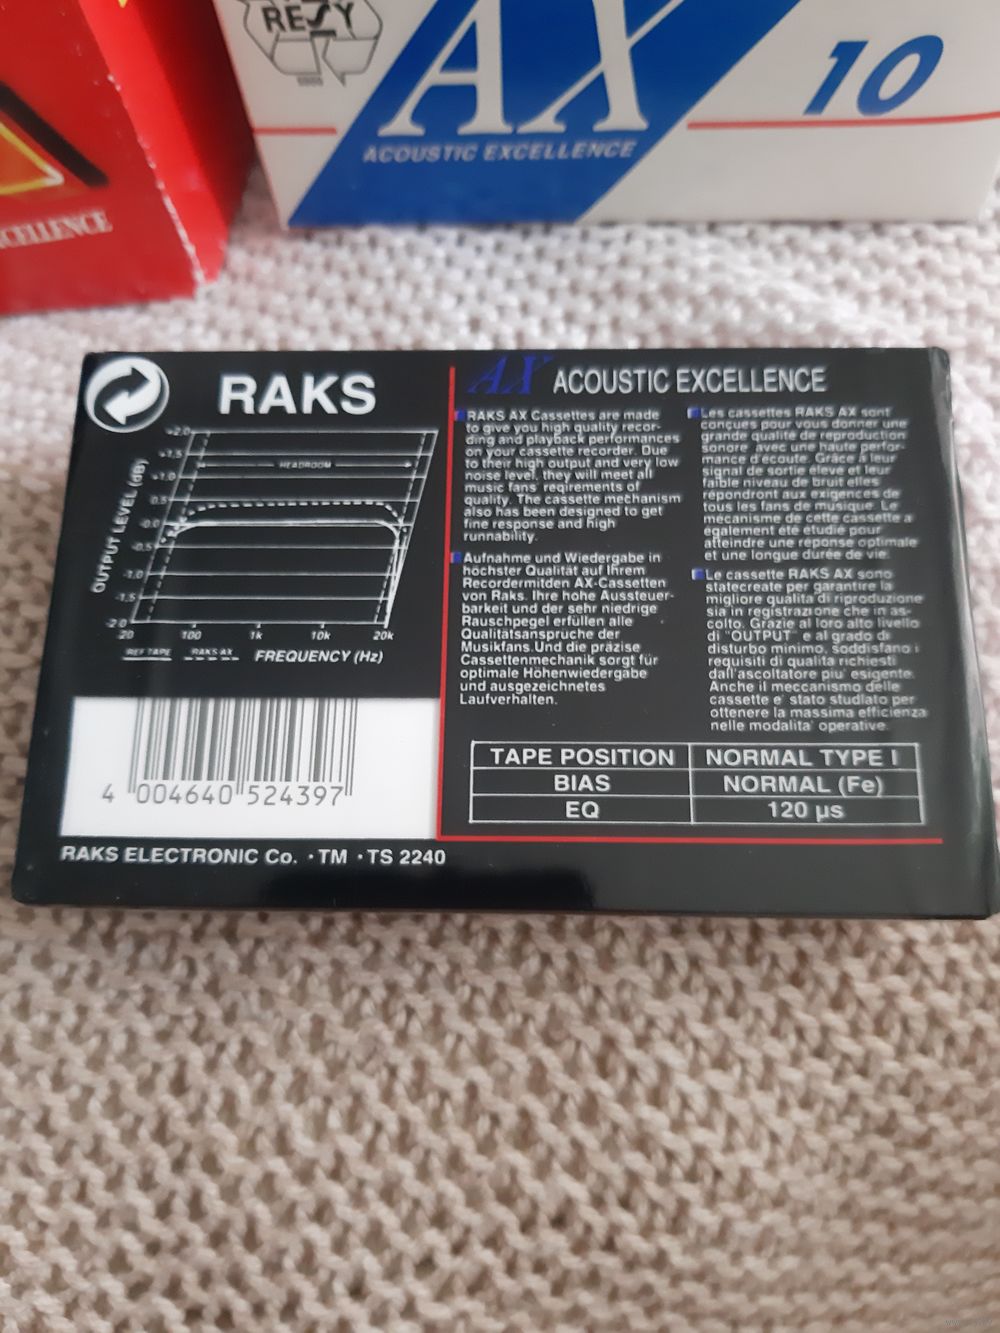 RESY
AX
10
ACOUSTIC EXCELLENCE
RAKS
+2.0
+1.5
+1.0
0.5
-0.0
-0.5
-1.0
-1.5
-2.0
HEADROOM
OUTPUT LEVEL (dB)
20 100 1k 10k 20k
REF TAPE RAKS AX FREQUENCY (Hz)
4 004640 524397
RAKS ELECTRONIC Co. · TM · TS 2240
AX ACOUSTIC EXCELLENCE
RAKS AX Cassettes are made
to give you high quality recor-
ding and playback performances
on your cassette recorder. Due
to their high output and very low
noise level, they will meet all
music fans' reqirements of
quality. The cassette mechanism
also has been designed to get
fine response and high
runnability.
Aufnahme und Wiedergabe in
höchster Qualität auf Ihrem
Recordermitden AX-Cassetten
von Raks. Ihre hohe Aussteuer-
barkeit und der sehr niedrige
Rauschpegel erfüllen alle
Qualitätsansprüche der
Musikfans.Und die präzise
Cassettenmechanik sorgt für
optimale Höhenwiedergabe
und ausgezeichnetes
Laufverhalten.
Les cassettes RAKS AX sont
conçues pour vous donner une
grande qualité de reproduction
sonore avec une haute perfor-
mance d'écoute. Grâce à leur
signal de sortie élevé et leur
faible niveau de bruit elles
répondront aux exigences de
tous les fans de musique. Le
mécanisme de cette cassette a
également été étudié pour
atteindre une réponse optimale
et une longue durée de vie.
Le cassette RAKS AX sono
statecreate per garantire la
migliore qualita di riproduzione
sia in registrazione che in as-
colto. Grazie al loro alto livello
di "OUTPUT" e al grado di
disturbo minimo, soddisfano i
requisiti di qualita richiesti
dall'ascoltatore piu' esigente.
Anche il meccanismo delle
cassette e' stato studiato per
ottenere la massima efficienza
nelle modalita' operative.
TAPE POSITION NORMAL TYPE I
BIAS NORMAL (Fe)
EQ 120 µs